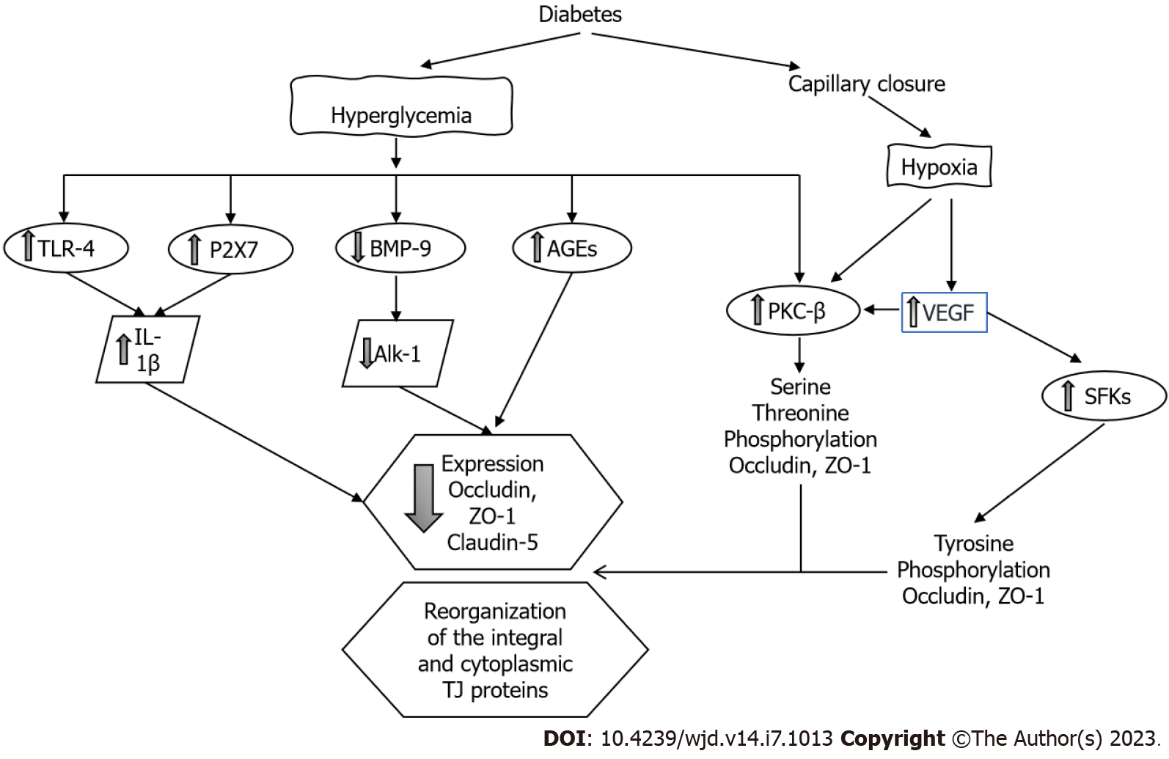 Diabetes
Hyperglycemia
Capillary closure
Hypoxia
TLR-4
P2X7
BMP-9
AGEs
PKC-β
VEGF
IL-
1β
Alk-1
SFKs
Serine
Threonine
Phosphorylation
Occludin, ZO-1
Expression
Occludin,
ZO-1
Claudin-5
Tyrosine
Phosphorylation
Occludin, ZO-1
Reorganization
of the integral
and cytoplasmic
TJ proteins
DOI: 10.4239/wjd.v14.i7.1013 Copyright ©The Author(s) 2023.